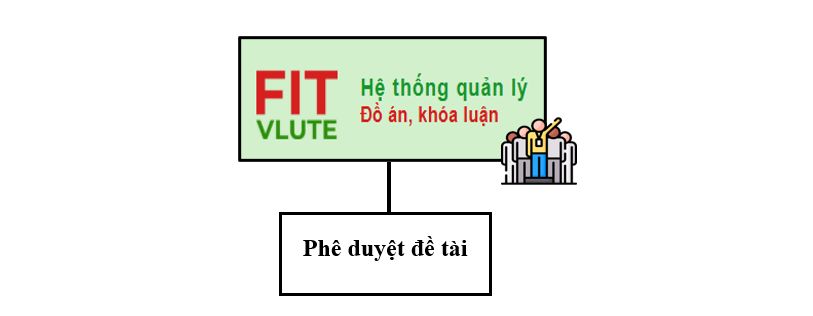 FIT
VLUTE
Hệ thống quản lý
Đồ án, khóa luận
Phê duyệt đề tài